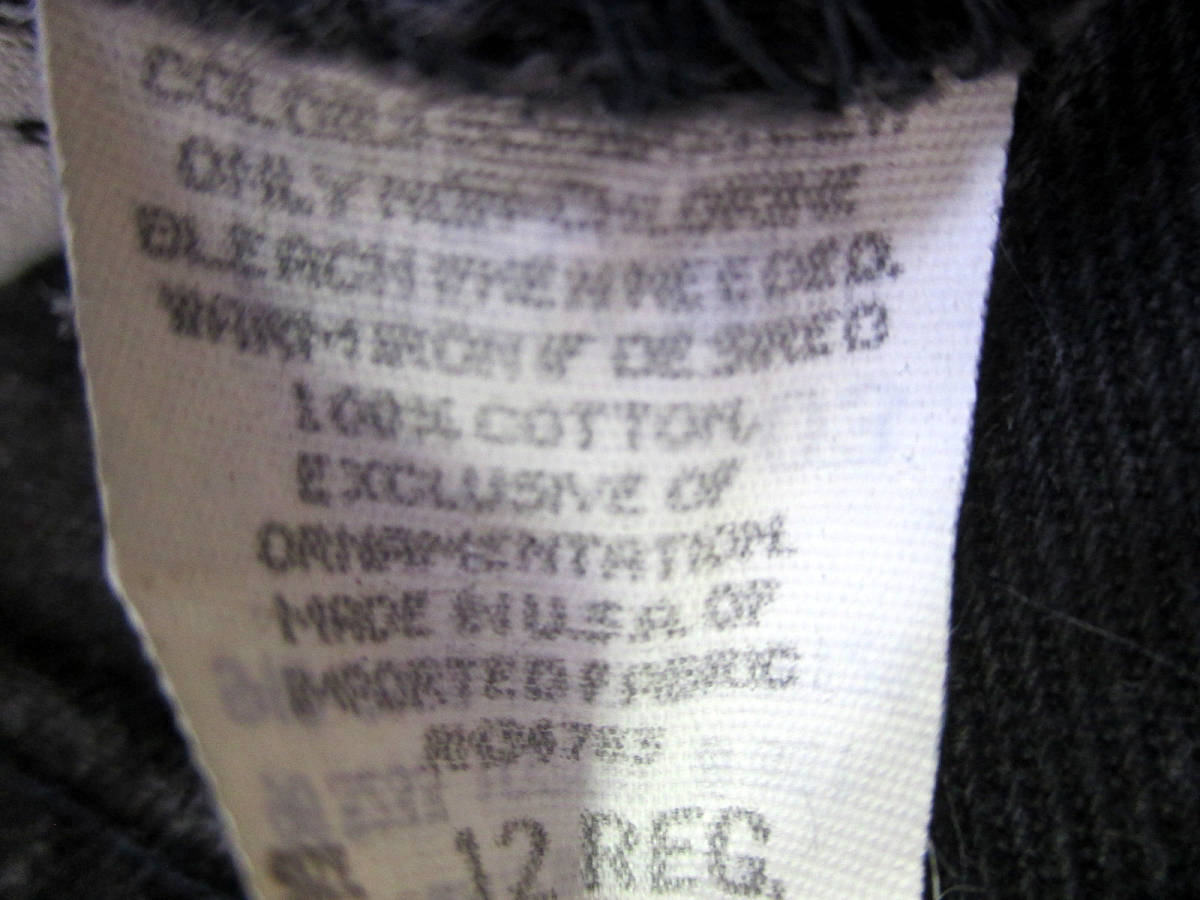 COLORS
ONLY NON-CHLORINE
BLEACH WHEN NEEDED.
WARM IRON IF DESIRED
100% COTTON,
EXCLUSIVE OF
ORNAMENTATION.
MADE IN U.S.A. OF
IMPORTED FABRIC
12 REG.